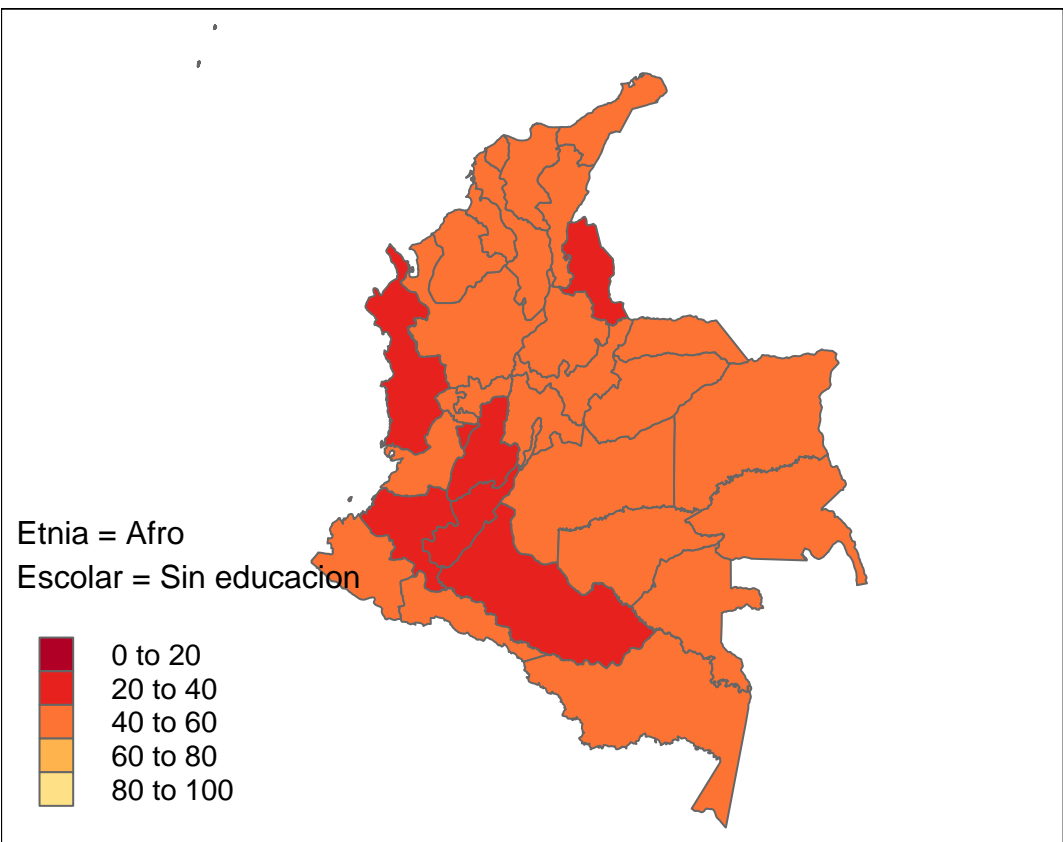 Etnia = Afro
Escolar = Sin educacion
0 to 20
20 to 40
40 to 60
60 to 80
80 to 100